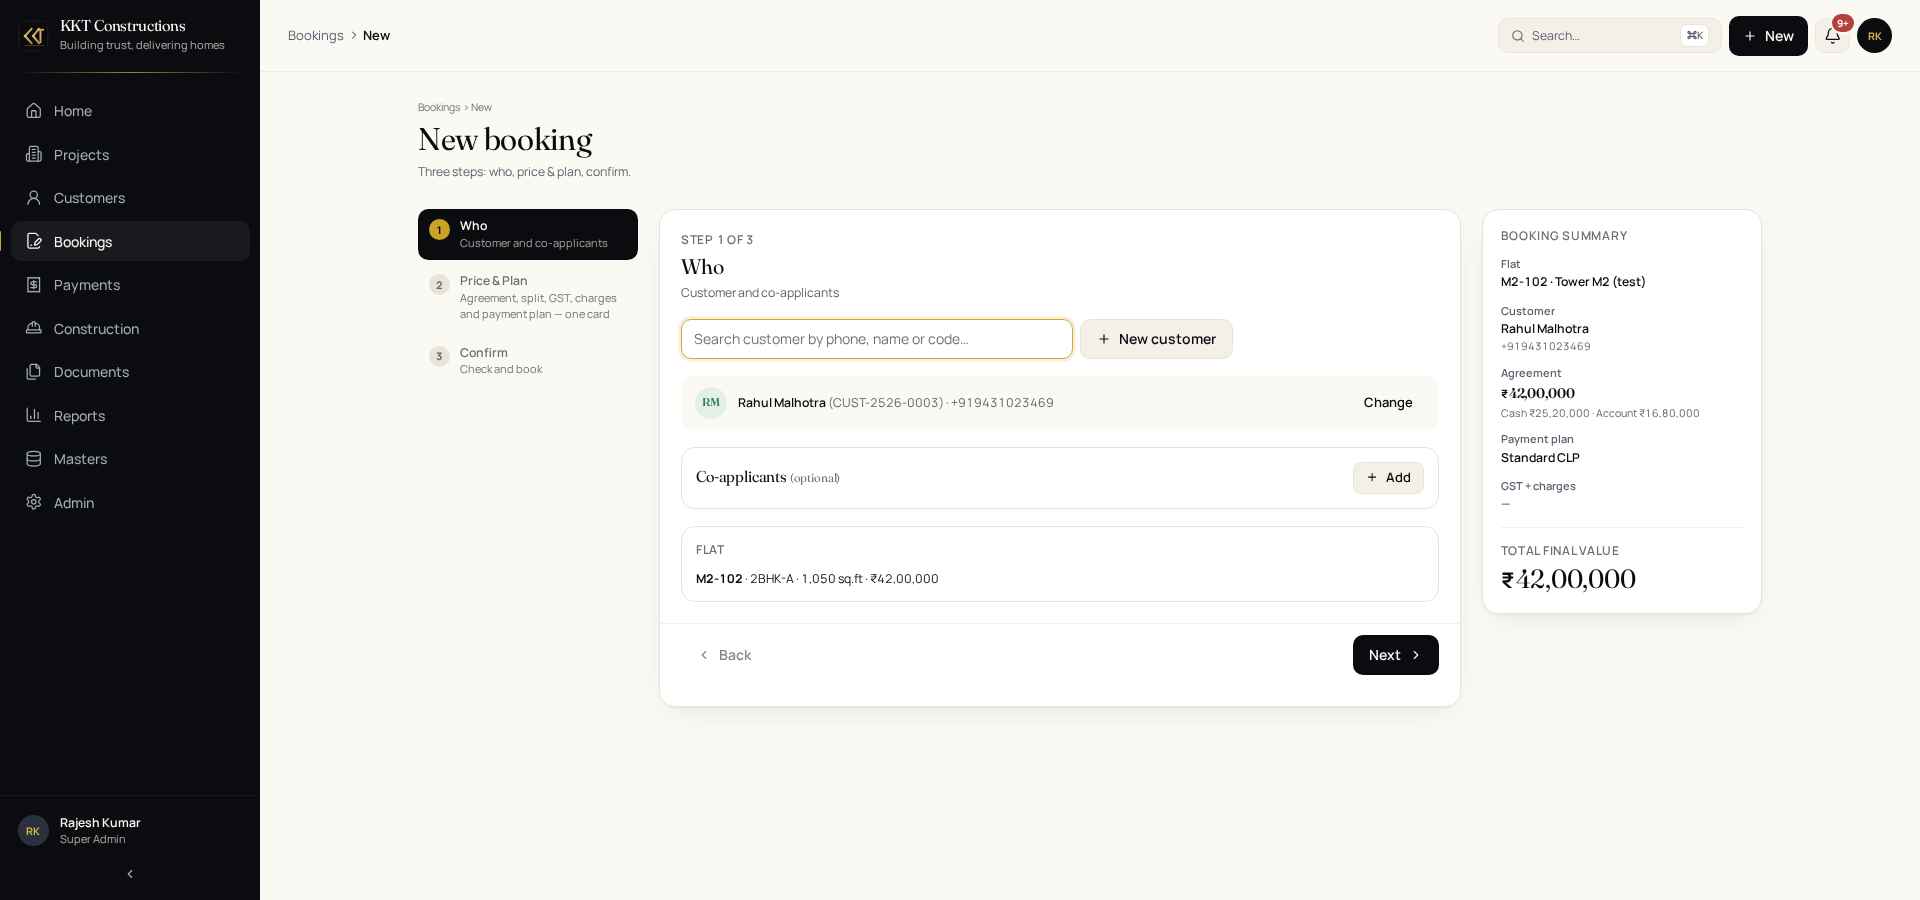 KKT Constructions
Building trust, delivering homes
Home
Projects
Customers
Bookings
Payments
Construction
Documents
Reports
Masters
Admin
RK
Rajesh Kumar
Super Admin
Bookings > New
Search...
⌘K
+ New
9+
RK
Bookings > New
New booking
Three steps: who, price & plan, confirm.
1
Who
Customer and co-applicants
2
Price & Plan
Agreement, split, GST, charges
and payment plan — one card
3
Confirm
Check and book
STEP 1 OF 3
Who
Customer and co-applicants
Search customer by phone, name or code...
+ New customer
RM
Rahul Malhotra (CUST-2526-0003) · +919431023469
Change
Co-applicants (optional)
+ Add
FLAT
M2-102 · 2BHK-A · 1,050 sq.ft · ₹42,00,000
Back
Next
BOOKING SUMMARY
Flat
M2-102 · Tower M2 (test)
Customer
Rahul Malhotra
+919431023469
Agreement
₹42,00,000
Cash ₹25,20,000 · Account ₹16,80,000
Payment plan
Standard CLP
GST + charges
—
TOTAL FINAL VALUE
₹42,00,000